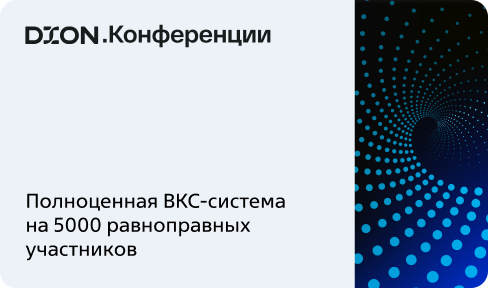 DION.Конференции
Полноценная ВКС-система
на 5000 равноправных
участников